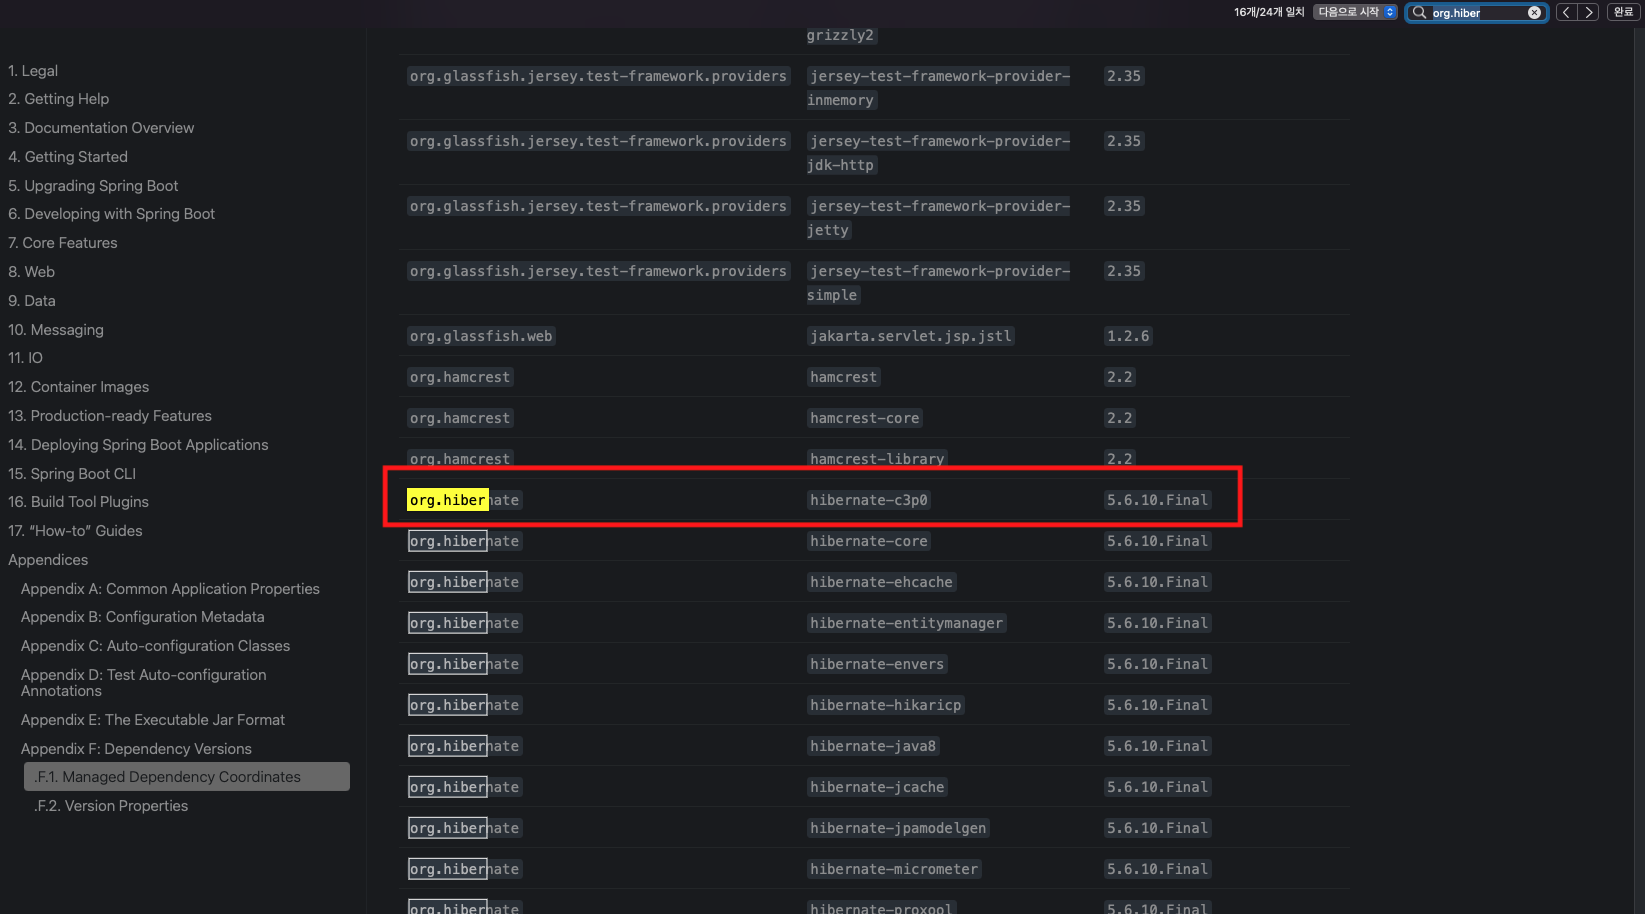 16개/24개 일치 다음으로 시작 org.hiber 완료
1. Legal
2. Getting Help
3. Documentation Overview
4. Getting Started
5. Upgrading Spring Boot
6. Developing with Spring Boot
7. Core Features
8. Web
9. Data
10. Messaging
11. IO
12. Container Images
13. Production-ready Features
14. Deploying Spring Boot Applications
15. Spring Boot CLI
16. Build Tool Plugins
17. “How-to” Guides
Appendices
Appendix A: Common Application Properties
Appendix B: Configuration Metadata
Appendix C: Auto-configuration Classes
Appendix D: Test Auto-configuration
Annotations
Appendix E: The Executable Jar Format
Appendix F: Dependency Versions
.F.1. Managed Dependency Coordinates
.F.2. Version Properties
grizzly2
org.glassfish.jersey.test-framework.providers jersey-test-framework-provider- 2.35
inmemory
org.glassfish.jersey.test-framework.providers jersey-test-framework-provider- 2.35
jdk-http
org.glassfish.jersey.test-framework.providers jersey-test-framework-provider- 2.35
jetty
org.glassfish.jersey.test-framework.providers jersey-test-framework-provider- 2.35
simple
org.glassfish.web jakarta.servlet.jsp.jstl 1.2.6
org.hamcrest hamcrest 2.2
org.hamcrest hamcrest-core 2.2
org.hamcrest hamcrest-library 2.2
org.hibernate hibernate-c3p0 5.6.10.Final
org.hibernate hibernate-core 5.6.10.Final
org.hibernate hibernate-ehcache 5.6.10.Final
org.hibernate hibernate-entitymanager 5.6.10.Final
org.hibernate hibernate-envers 5.6.10.Final
org.hibernate hibernate-hikaricp 5.6.10.Final
org.hibernate hibernate-java8 5.6.10.Final
org.hibernate hibernate-jcache 5.6.10.Final
org.hibernate hibernate-jpamodelgen 5.6.10.Final
org.hibernate hibernate-micrometer 5.6.10.Final
org.hibernate hibernate-proxool 5.6.10.Final